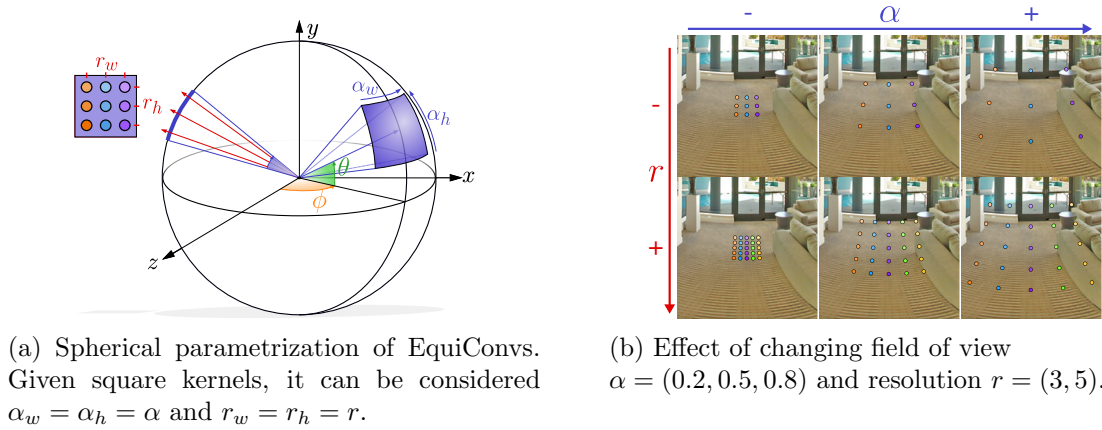 y
r_w
α_w
r_h
α_h
θ
x
ϕ
z
- α +
-
r
+
(a) Spherical parametrization of EquiConvs.
Given square kernels, it can be considered
α_w = α_h = α and r_w = r_h = r.
(b) Effect of changing field of view
α = (0.2, 0.5, 0.8) and resolution r = (3, 5).